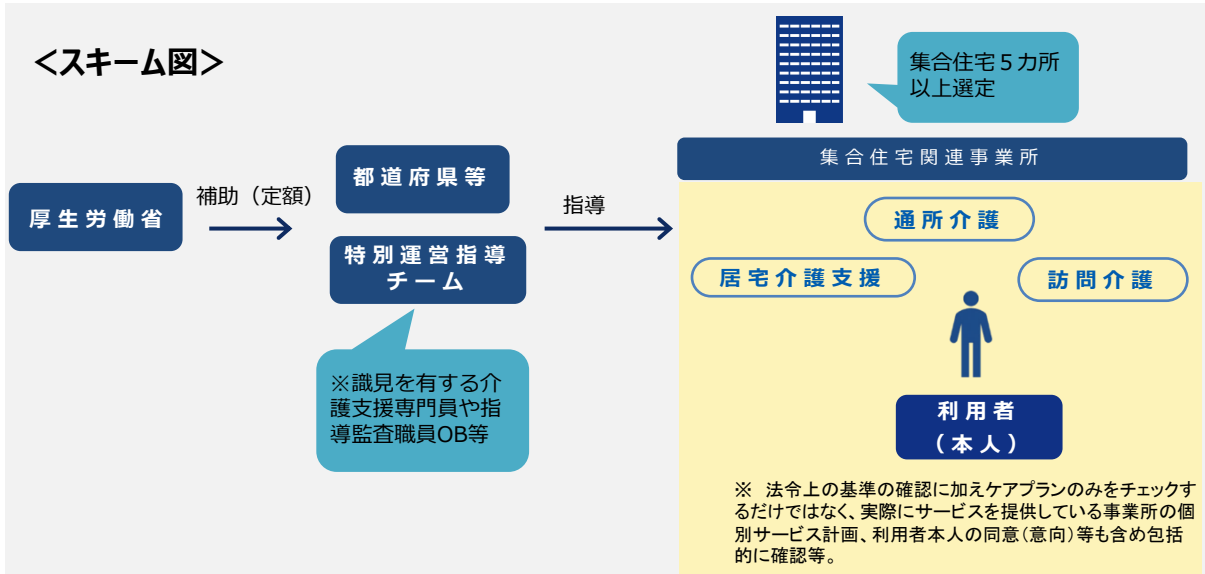 ＜スキーム図＞
集合住宅５カ所
以上選定
厚生労働省
補助（定額）
都道府県等
特別運営指導
チーム
※識見を有する介
護支援専門員や指
導監査職員OB等
指導
集合住宅関連事業所
通所介護
居宅介護支援
訪問介護
利用者
（本人）
※　法令上の基準の確認に加えケアプランのみをチェックす
るだけではなく、実際にサービスを提供している事業所の個
別サービス計画、利用者本人の同意（意向）等も含め包括
的に確認等。